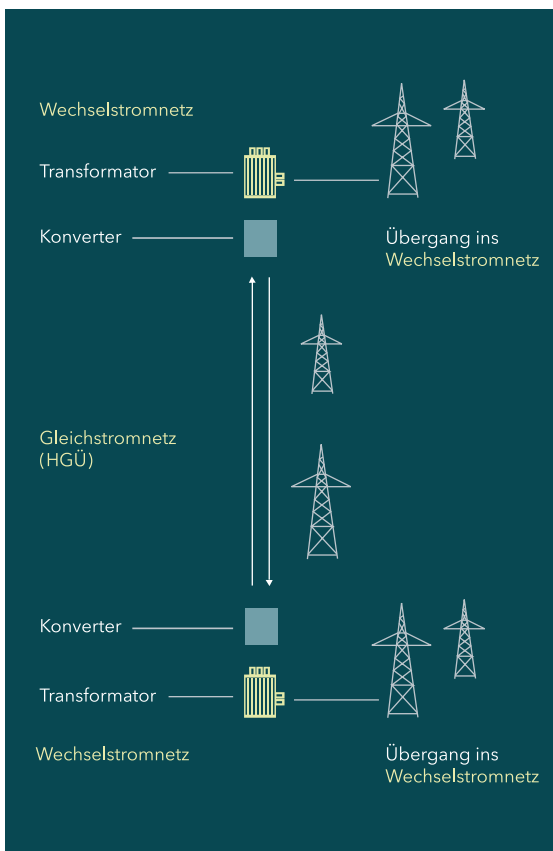 Wechselstromnetz
Transformator
Konverter
Übergang ins
Wechselstromnetz
Gleichstromnetz
(HGÜ)
Konverter
Transformator
Wechselstromnetz
Übergang ins
Wechselstromnetz